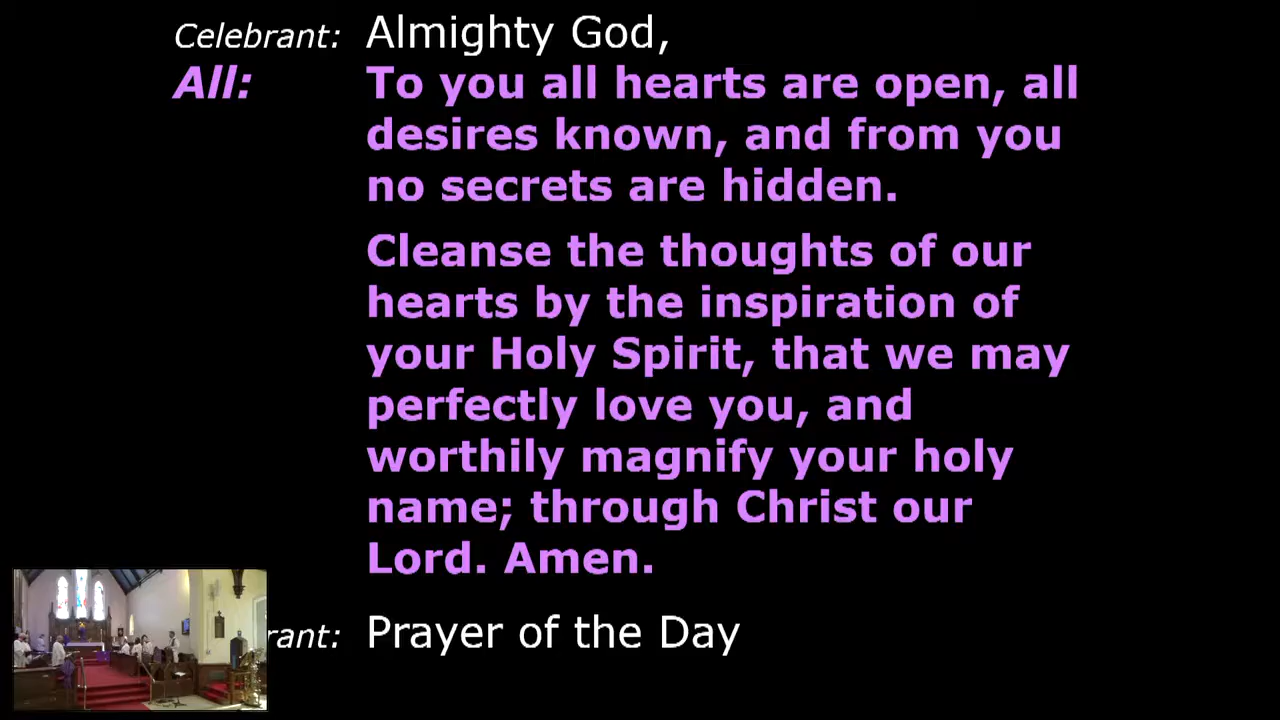 Celebrant: Almighty God,
All: To you all hearts are open, all
desires known, and from you
no secrets are hidden.
Cleanse the thoughts of our
hearts by the inspiration of
your Holy Spirit, that we may
perfectly love you, and
worthily magnify your holy
name; through Christ our
Lord. Amen.
rant: Prayer of the Day